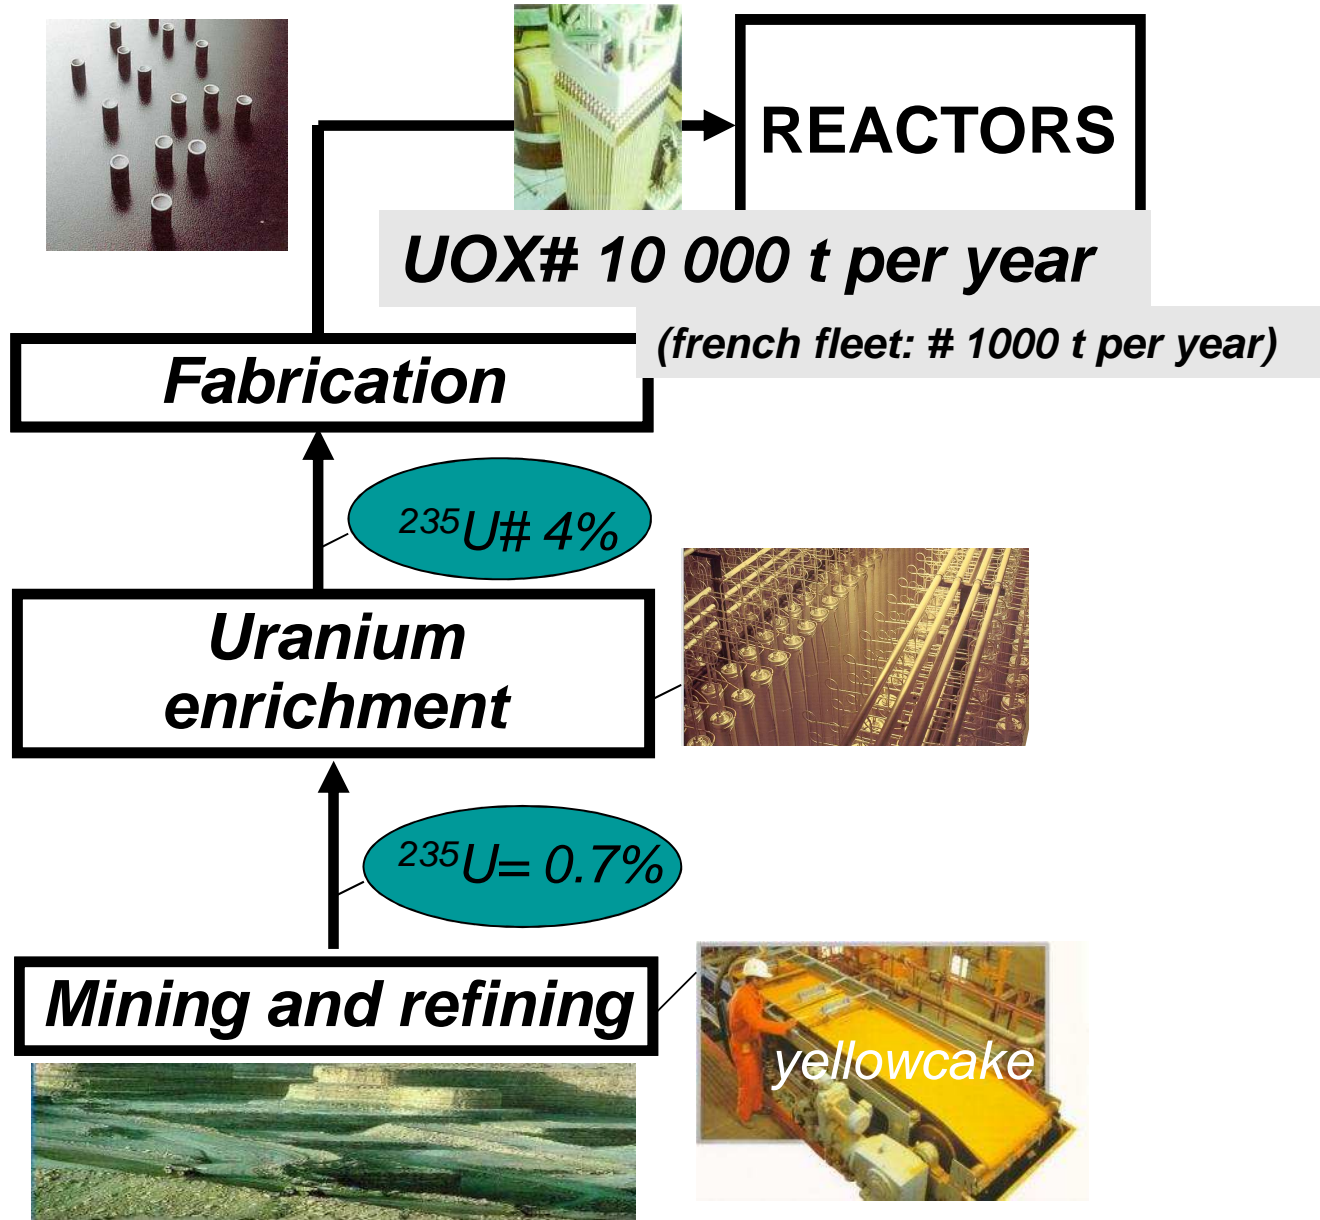 REACTORS
UOX# 10 000 t per year
(french fleet: # 1000 t per year)
Fabrication
²³⁵U# 4%
Uranium
enrichment
²³⁵U= 0.7%
Mining and refining
yellowcake